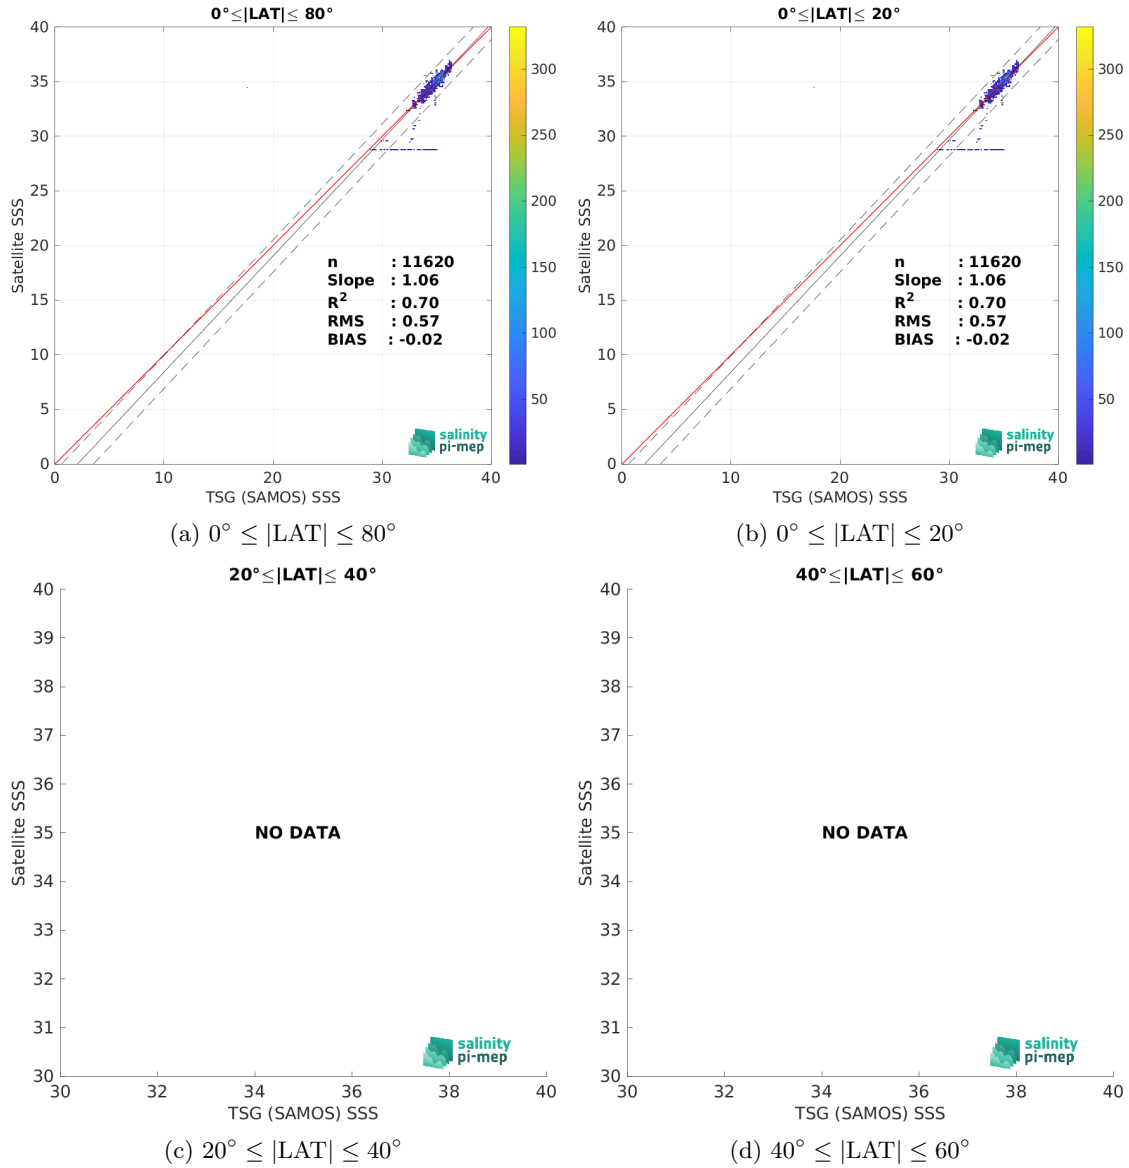 0°≤|LAT|≤ 80°
40
35
30
25
20
15
10
5
0
Satellite SSS
n : 11620
Slope : 1.06
R² : 0.70
RMS : 0.57
BIAS : -0.02
salinity
pi-mep
0 10 20 30 40
TSG (SAMOS) SSS
300
250
200
150
100
50
(a) 0° ≤ |LAT| ≤ 80°
0°≤|LAT|≤ 20°
40
35
30
25
20
15
10
5
0
Satellite SSS
n : 11620
Slope : 1.06
R² : 0.70
RMS : 0.57
BIAS : -0.02
salinity
pi-mep
0 10 20 30 40
TSG (SAMOS) SSS
300
250
200
150
100
50
(b) 0° ≤ |LAT| ≤ 20°
20°≤|LAT|≤ 40°
40
39
38
37
36
35
34
33
32
31
30
Satellite SSS
NO DATA
salinity
pi-mep
30 32 34 36 38 40
TSG (SAMOS) SSS
(c) 20° ≤ |LAT| ≤ 40°
40°≤|LAT|≤ 60°
40
39
38
37
36
35
34
33
32
31
30
Satellite SSS
NO DATA
salinity
pi-mep
30 32 34 36 38 40
TSG (SAMOS) SSS
(d) 40° ≤ |LAT| ≤ 60°